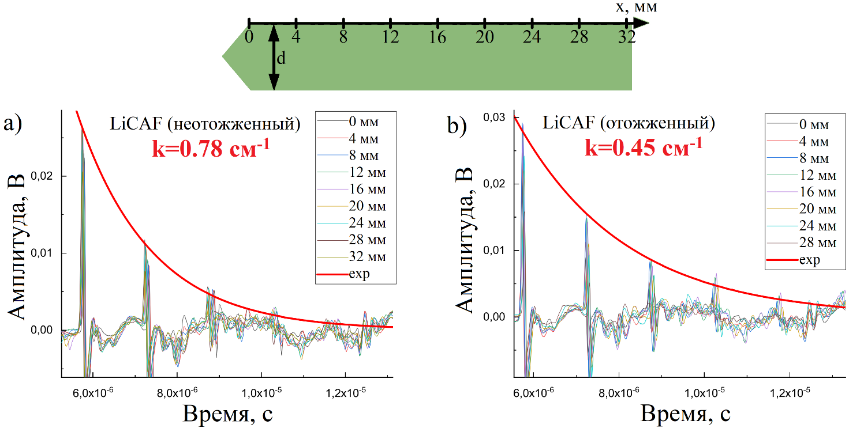 x, мм
0 4 8 12 16 20 24 28 32
d
a)
LiCAF (неотожженный)
k=0.78 см-1
0 мм
4 мм
8 мм
12 мм
16 мм
20 мм
24 мм
28 мм
32 мм
exp
Амплитуда, В
0,02
0,01
0,00
6,0x10-6 8,0x10-6 1,0x10-5 1,2x10-5
Время, с
b)
LiCAF (отожженный)
k=0.45 см-1
0 мм
4 мм
8 мм
12 мм
16 мм
20 мм
24 мм
28 мм
exp
Амплитуда, В
0,03
0,02
0,01
0,00
6,0x10-6 8,0x10-6 1,0x10-5 1,2x10-5
Время, с